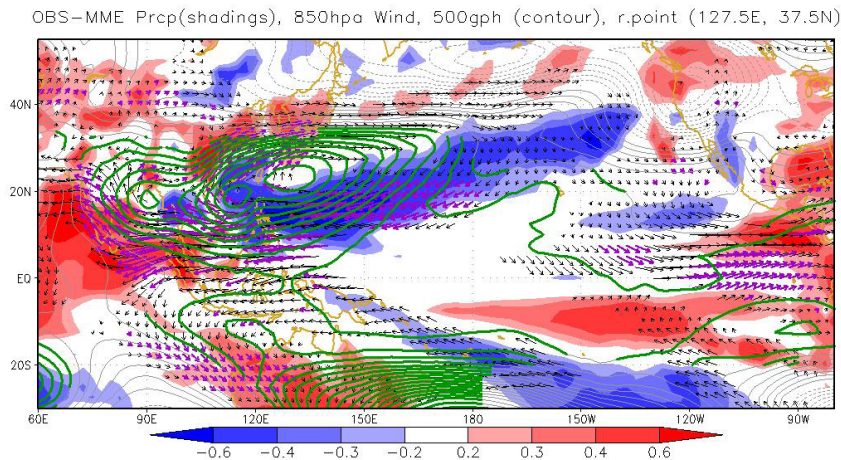 OBS-MME Prcp(shadings), 850hpa Wind, 500gph (contour), r.point (127.5E, 37.5N)
40N
20N
EQ
20S
60E 90E 120E 150E 180 150W 120W 90W
-0.6 -0.4 -0.3 -0.2 0.2 0.3 0.4 0.6